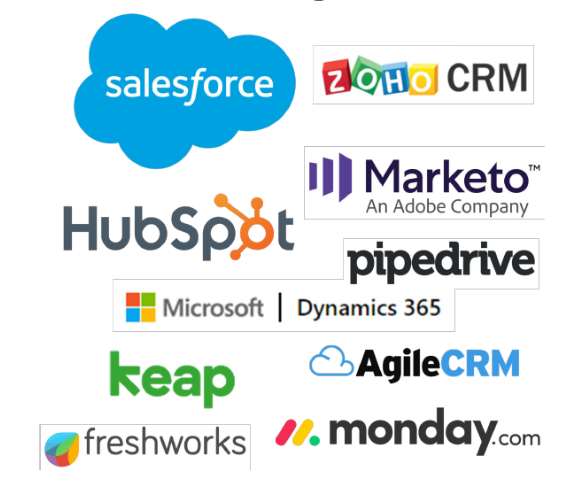 salesforce
ZOHO CRM
Marketo™
An Adobe Company
HubSpot
pipedrive
Microsoft | Dynamics 365
keap
AgileCRM
freshworks
monday.com